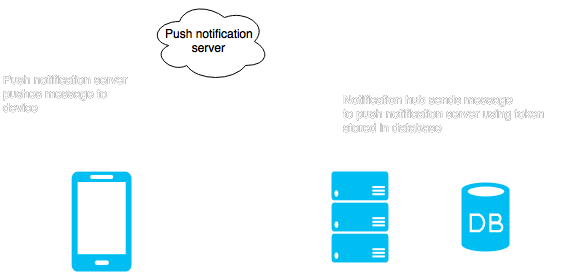 Push notification
server
Push notification server
pushes message to
device
Notification hub sends message
to push notification server using token
stored in database
DB